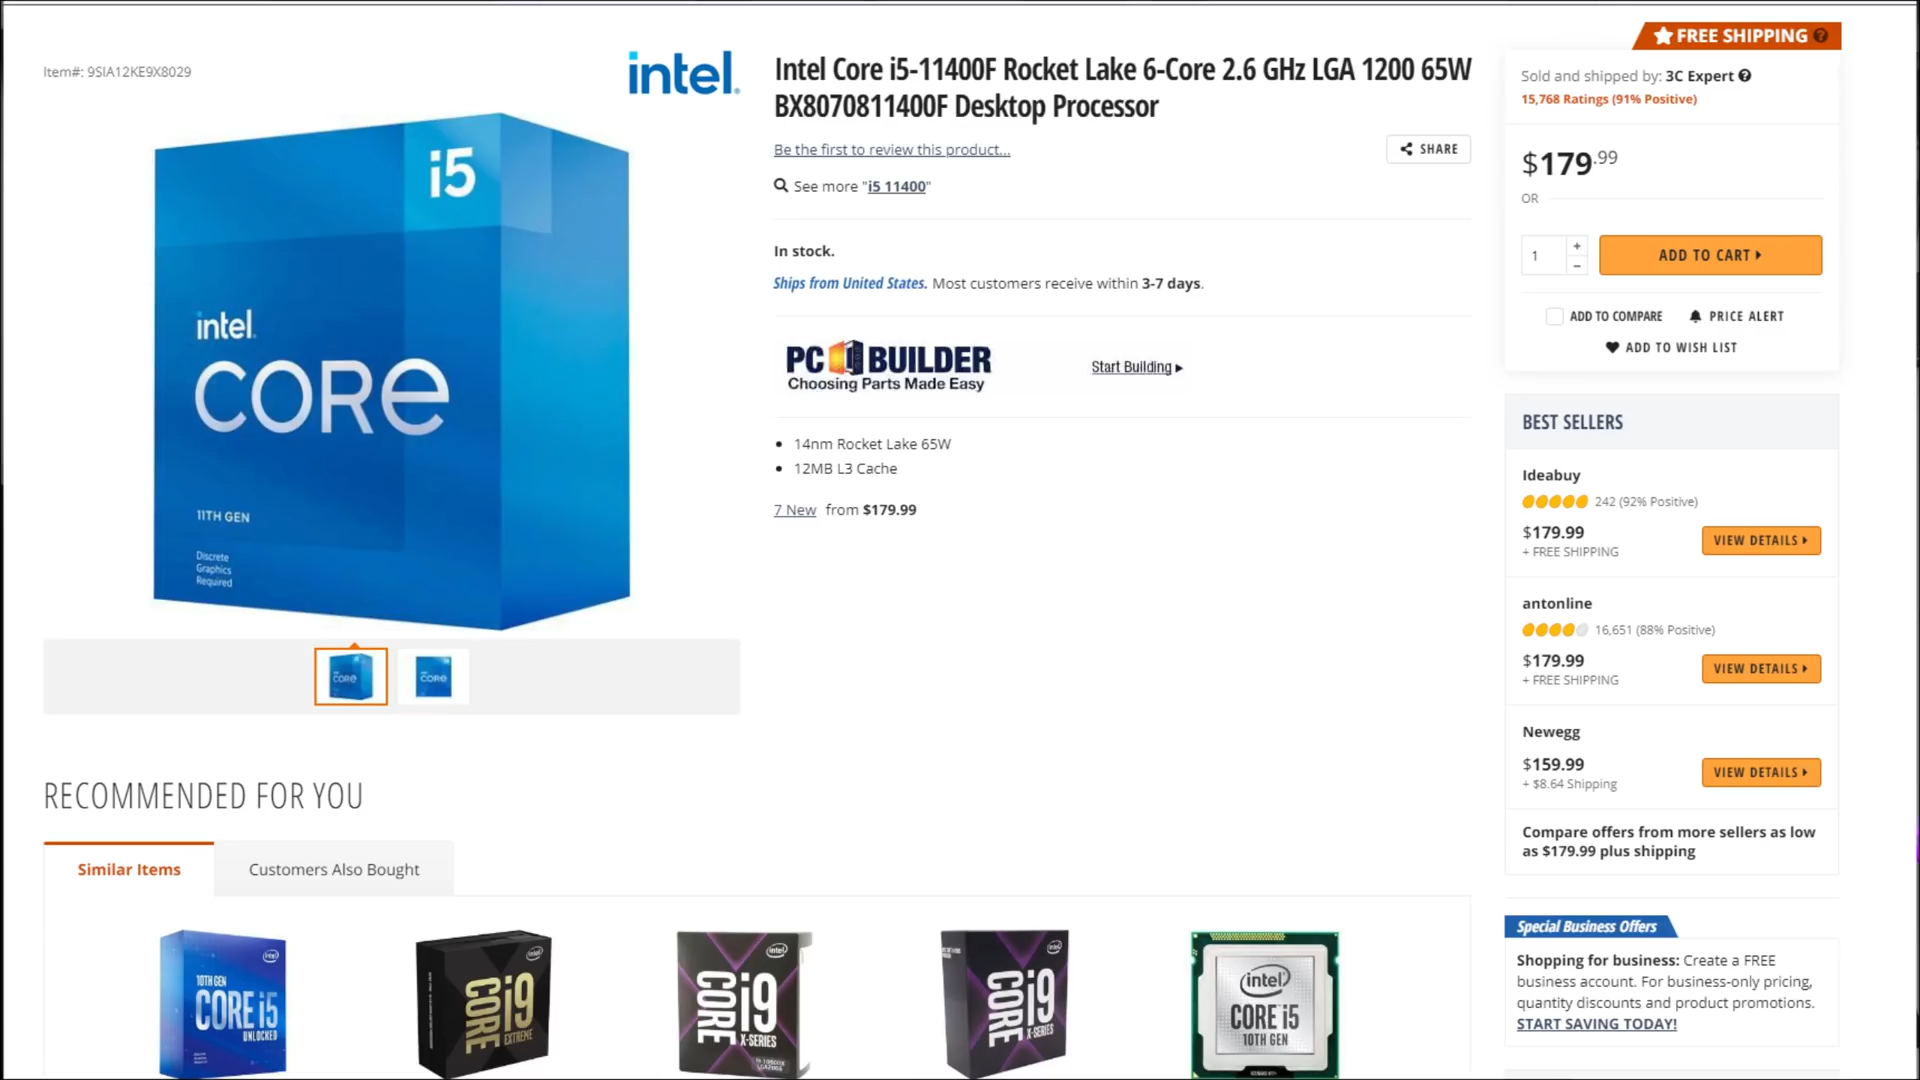 FREE SHIPPING
Item#: 9SIA12KE9X8029
intel.
Intel Core i5-11400F Rocket Lake 6-Core 2.6 GHz LGA 1200 65W
BX8070811400F Desktop Processor
Be the first to review this product...
SHARE
See more "i5 11400"
In stock.
Ships from United States. Most customers receive within 3-7 days.
PC BUILDER
Choosing Parts Made Easy
Start Building
14nm Rocket Lake 65W
12MB L3 Cache
7 New from $179.99
i5
intel.
CORE
11TH GEN
Discrete
Graphics
Required
CORE
CORE
Sold and shipped by: 3C Expert
15,768 Ratings (91% Positive)
$179.99
OR
1
+
−
ADD TO CART
ADD TO COMPARE
PRICE ALERT
ADD TO WISH LIST
BEST SELLERS
Ideabuy
242 (92% Positive)
$179.99
+ FREE SHIPPING
VIEW DETAILS
antonline
16,651 (88% Positive)
$179.99
+ FREE SHIPPING
VIEW DETAILS
Newegg
$159.99
+ $8.64 Shipping
VIEW DETAILS
Compare offers from more sellers as low
as $179.99 plus shipping
Special Business Offers
Shopping for business: Create a FREE
business account. For business-only pricing,
quantity discounts and product promotions.
START SAVING TODAY!
RECOMMENDED FOR YOU
Similar Items
Customers Also Bought
intel
10TH GEN
CORE i5
UNLOCKED
intel
CORE i9
EXTREME
intel
CORE i9
X-SERIES
intel
CORE i9
X-SERIES
intel
CORE i5
10TH GEN